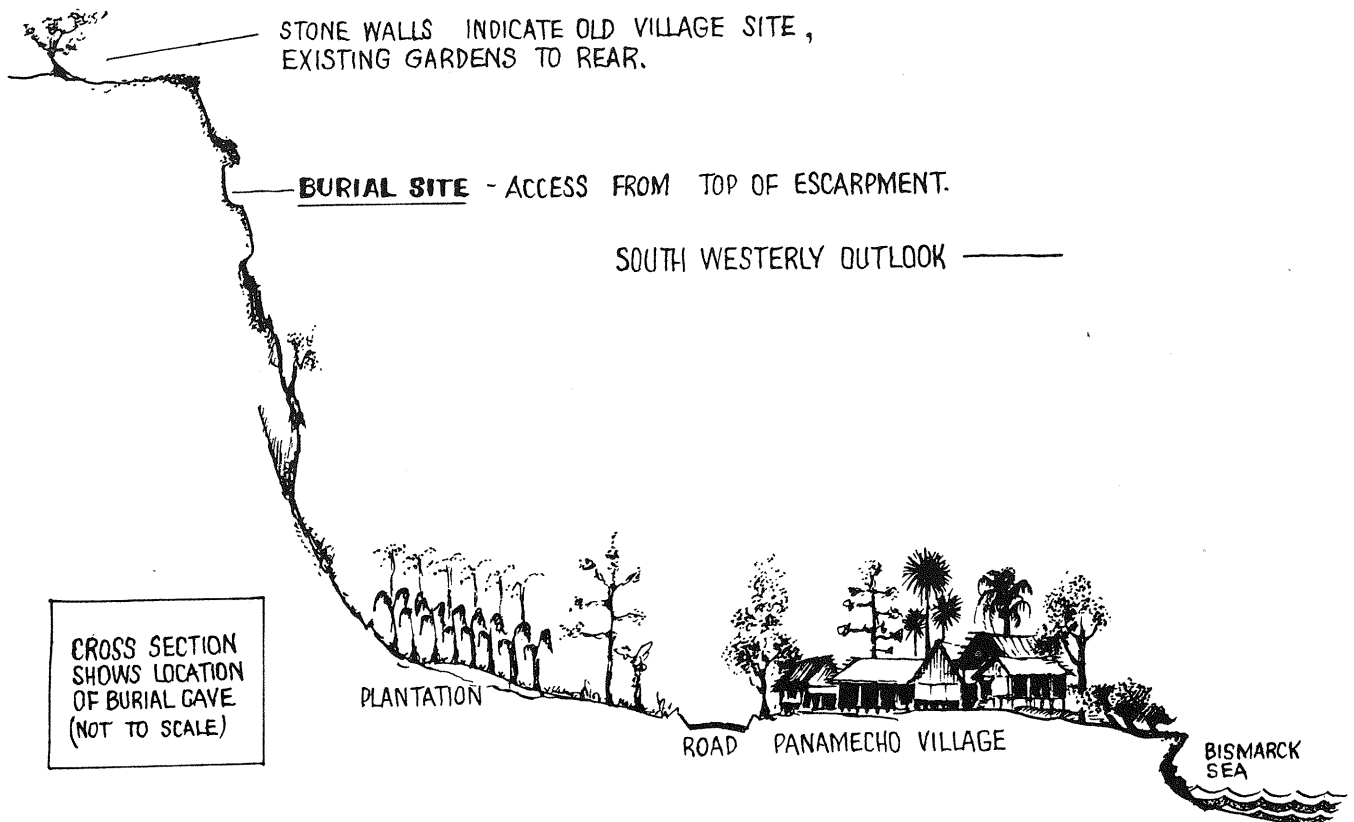 STONE WALLS INDICATE OLD VILLAGE SITE,
EXISTING GARDENS TO REAR.
BURIAL SITE - ACCESS FROM TOP OF ESCARPMENT.
SOUTH WESTERLY OUTLOOK
CROSS SECTION
SHOWS LOCATION
OF BURIAL CAVE
(NOT TO SCALE)
PLANTATION
ROAD
PANAMECHO VILLAGE
BISMARCK
SEA